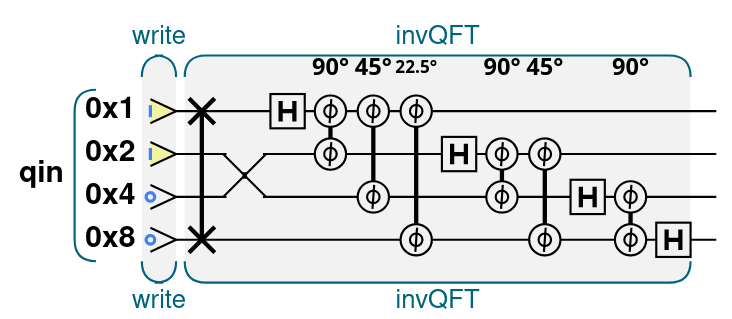 write invQFT
90° 45° 22.5° 90° 45° 90°
0x1 H
0x2 H
qin
0x4 H
0x8 H
write invQFT